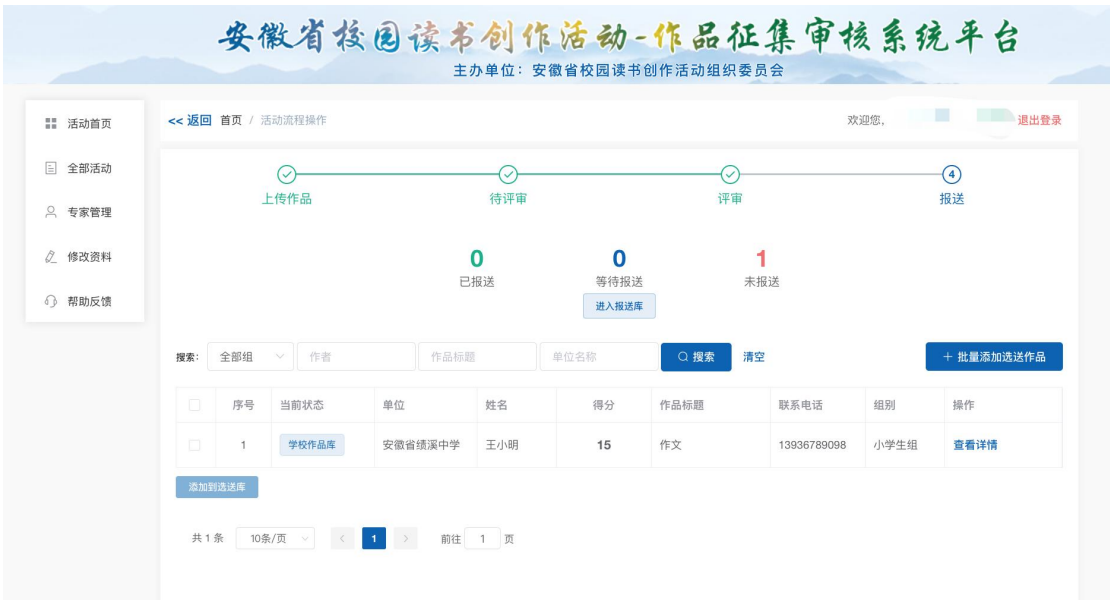 安徽省校园读书创作活动-作品征集审核系统平台
主办单位：安徽省校园读书创作活动组织委员会
活动首页
全部活动
专家管理
修改资料
帮助反馈
<< 返回 首页 / 活动流程操作
欢迎您,
退出登录
上传作品 待评审 评审 4 报送
0 0 1
已报送 等待报送 未报送
进入报送库
搜索: 全部组 作者 作品标题 单位名称 搜索 清空 + 批量添加选送作品
序号 当前状态 单位 姓名 得分 作品标题 联系电话 组别 操作
1 学校作品库 安徽省绩溪中学 王小明 15 作文 13936789098 小学生组 查看详情
添加到选送库
共 1 条 10条/页 < 1 > 前往 1 页